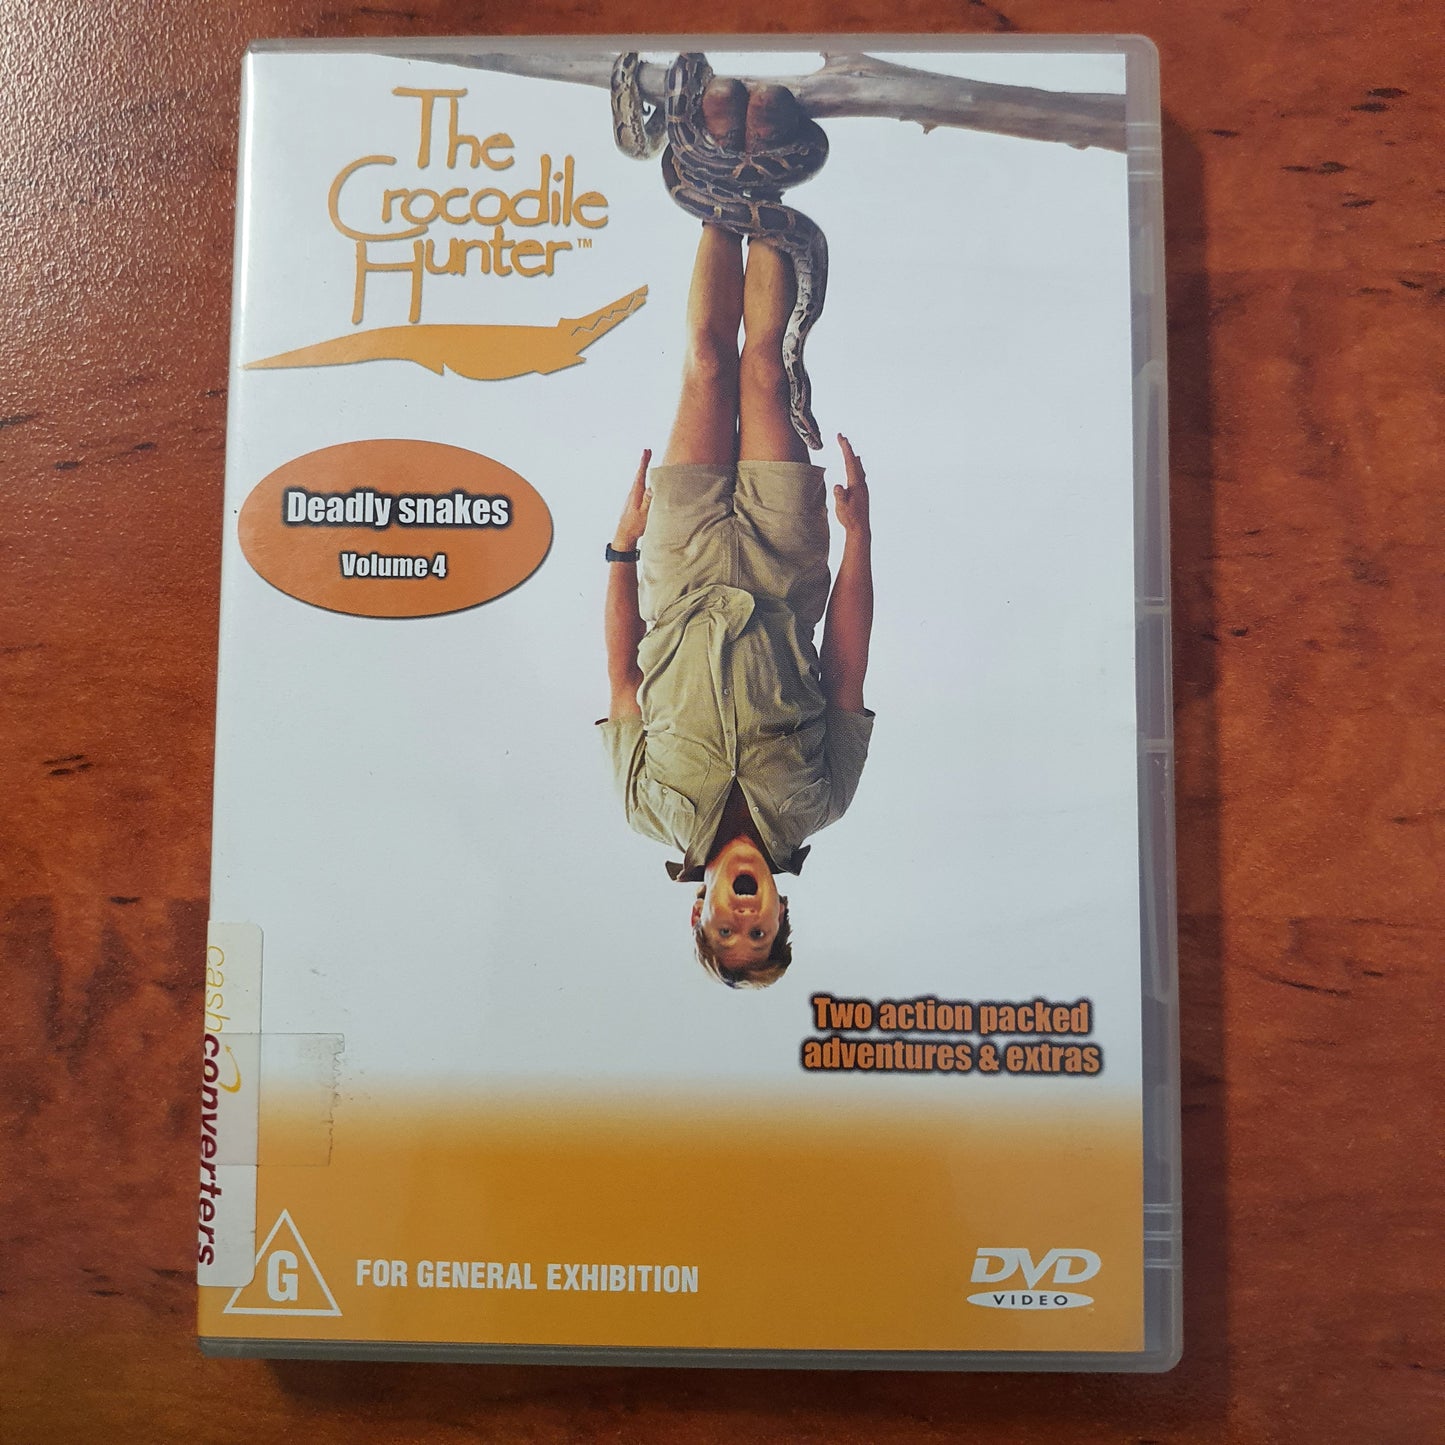 The
Crocodile
Hunter™
Deadly snakes
Volume 4
Two action packed
adventures & extras
cash converters
G
FOR GENERAL EXHIBITION
DVD
VIDEO